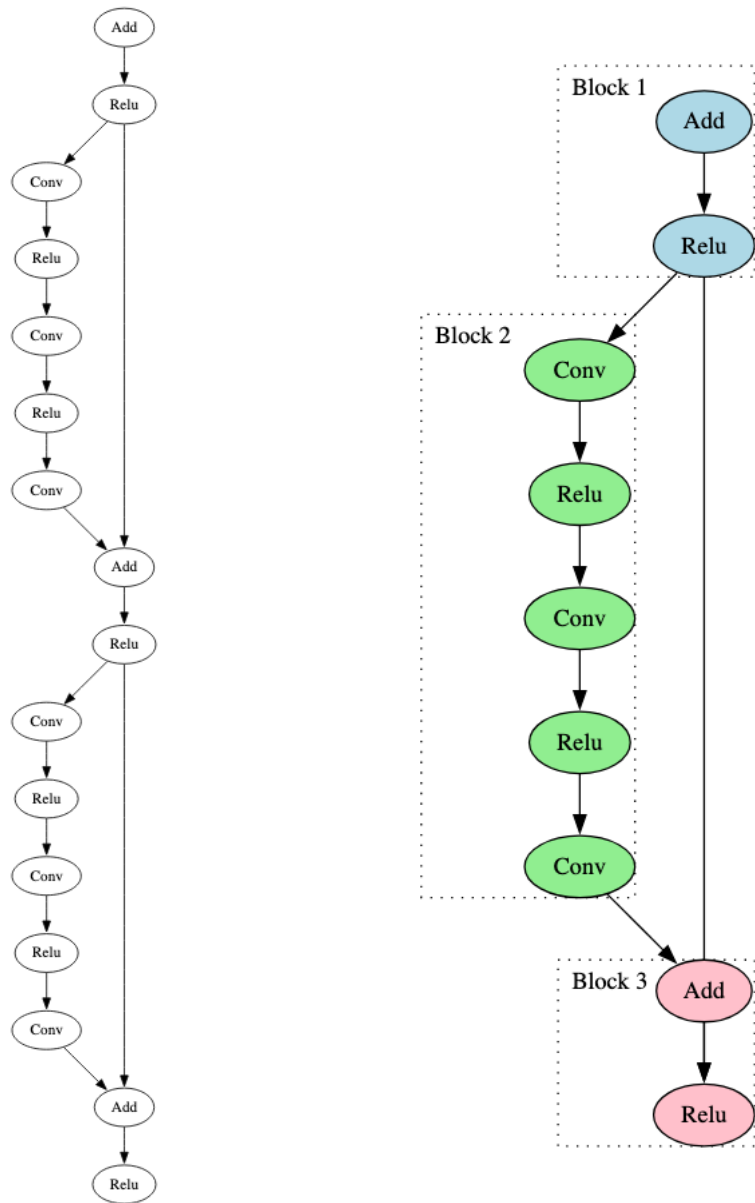 Add
Relu
Conv
Relu
Conv
Relu
Conv
Add
Relu
Conv
Relu
Conv
Relu
Conv
Add
Relu
Block 1
Add
Relu
Block 2
Conv
Relu
Conv
Relu
Conv
Block 3
Add
Relu